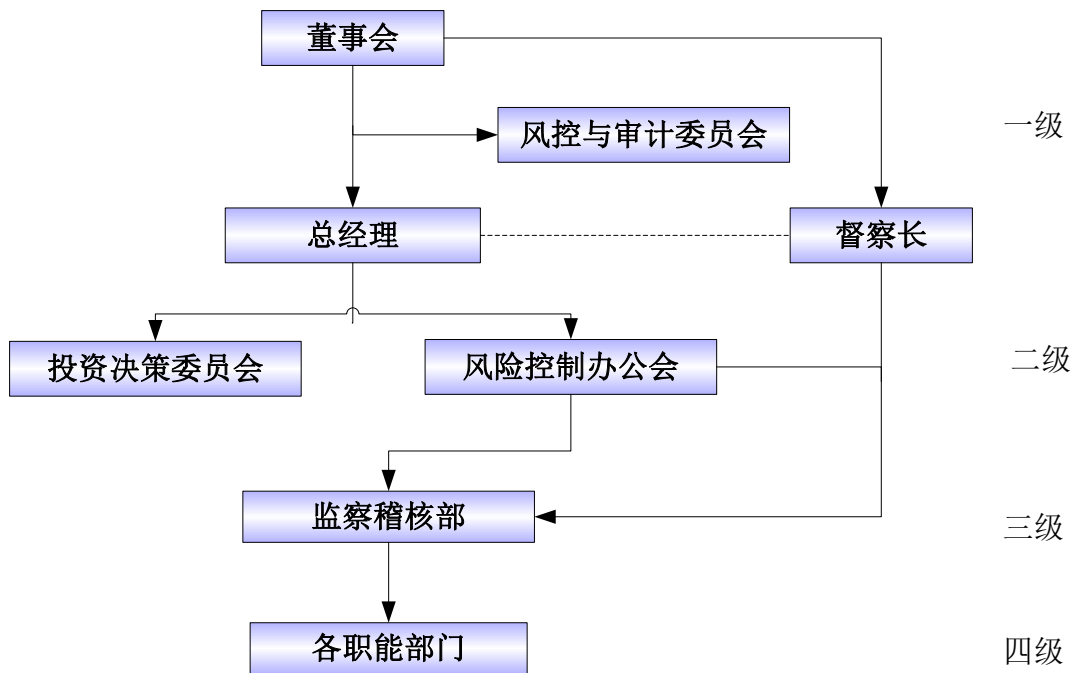 董事会
风控与审计委员会
一级
总经理
督察长
投资决策委员会
风险控制办公会
二级
监察稽核部
三级
各职能部门
四级